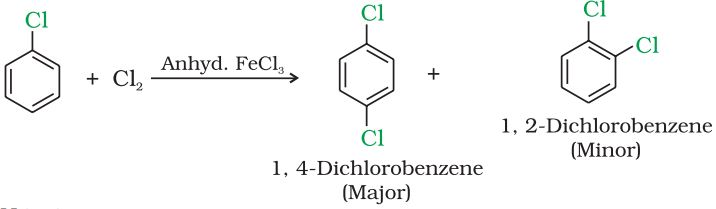 Cl
+ Cl₂
Anhyd. FeCl₃
Cl
Cl
1, 4-Dichlorobenzene
(Major)
+
Cl
Cl
1, 2-Dichlorobenzene
(Minor)